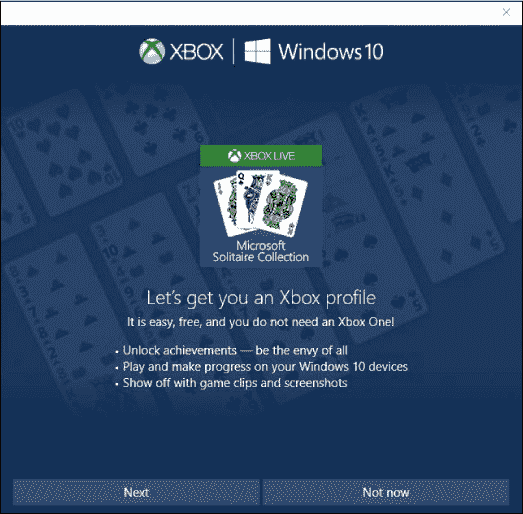 XBOX | Windows 10
XBOX LIVE
Microsoft
Solitaire Collection
Let's get you an Xbox profile
It is easy, free, and you do not need an Xbox One!
• Unlock achievements — be the envy of all
• Play and make progress on your Windows 10 devices
• Show off with game clips and screenshots
Next
Not now